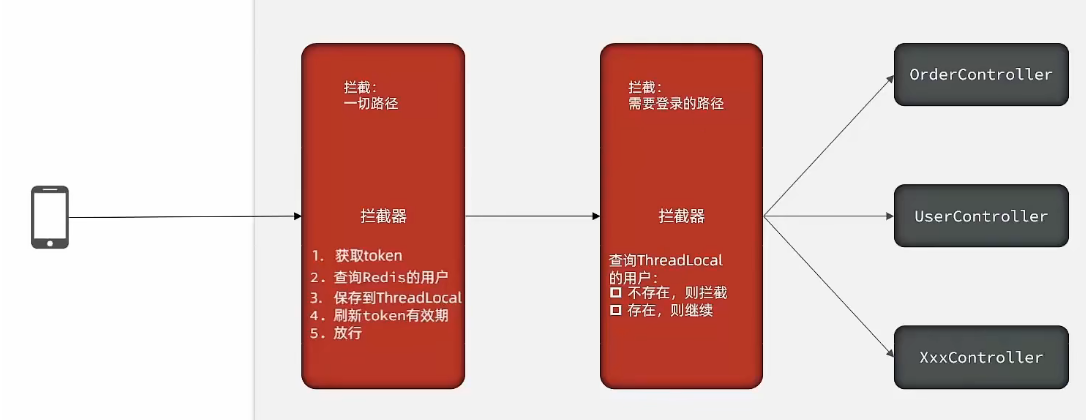 拦截：
一切路径
拦截器
1. 获取token
2. 查询Redis的用户
3. 保存到ThreadLocal
4. 刷新token有效期
5. 放行
拦截：
需要登录的路径
拦截器
查询ThreadLocal
的用户：
不存在，则拦截
存在，则继续
OrderController
UserController
XxxController